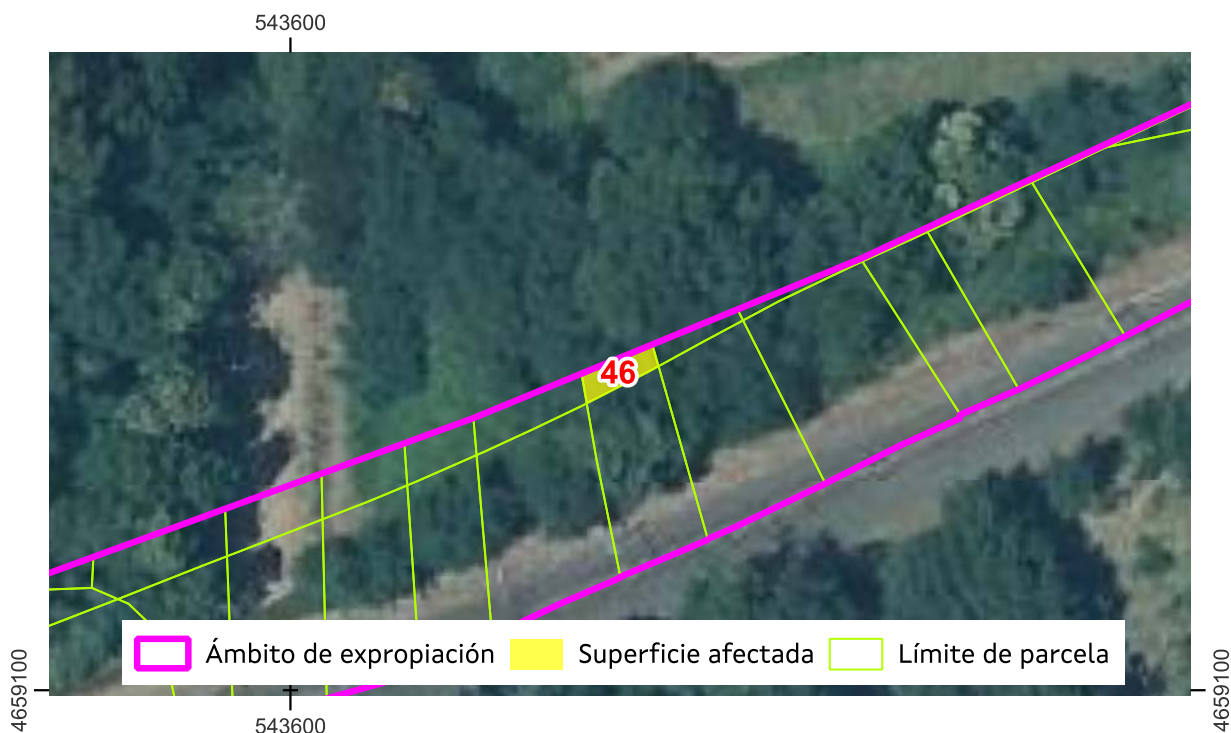 543600
46
Ámbito de expropiación
Superficie afectada
Límite de parcela
4659100
4659100
543600